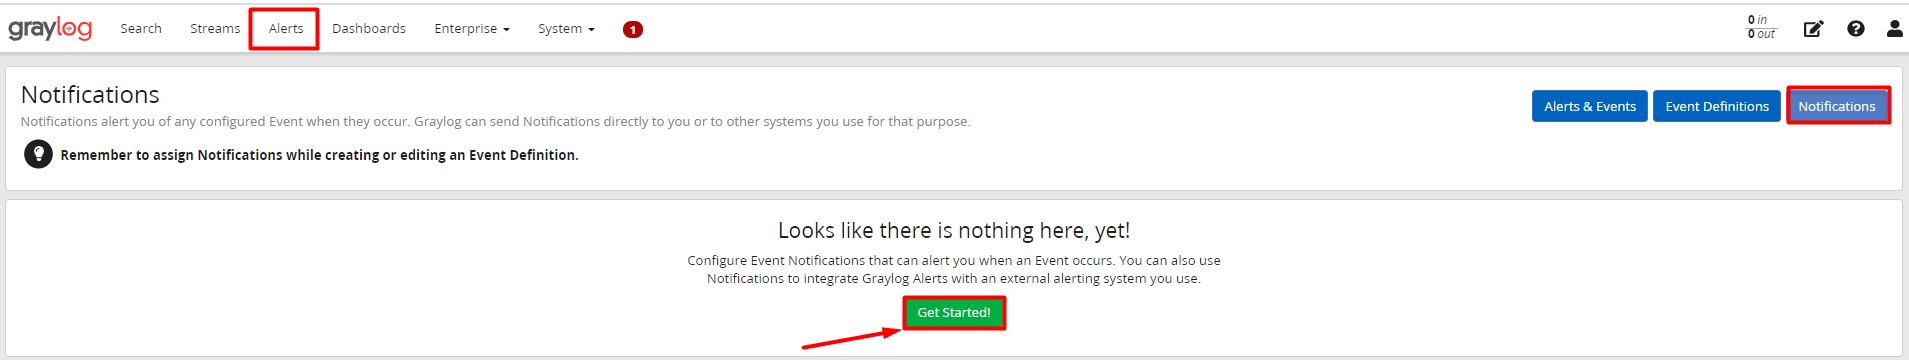 graylog Search Streams Alerts Dashboards Enterprise System 1 0 in
0 out
Notifications
Alerts & Events Event Definitions Notifications
Notifications alert you of any configured Event when they occur. Graylog can send Notifications directly to you or to other systems you use for that purpose.
Remember to assign Notifications while creating or editing an Event Definition.
Looks like there is nothing here, yet!
Configure Event Notifications that can alert you when an Event occurs. You can also use
Notifications to integrate Graylog Alerts with an external alerting system you use.
Get Started!